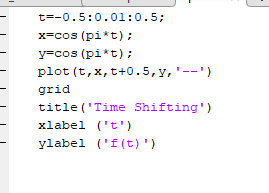 t=-0.5:0.01:0.5;
x=cos(pi*t);
y=cos(pi*t);
plot(t,x,t+0.5,y,'--')
grid
title('Time Shifting')
xlabel ('t')
ylabel ('f(t)')